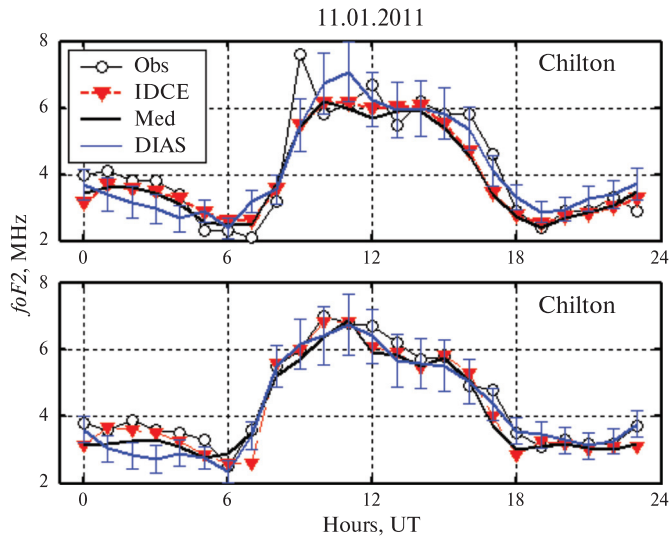 11.01.2011
8
Obs
IDCE
Med
DIAS
Chilton
6
4
2
0 6 12 18 24
foF2, MHz
8
Chilton
6
4
2
0 6 12 18 24
Hours, UT